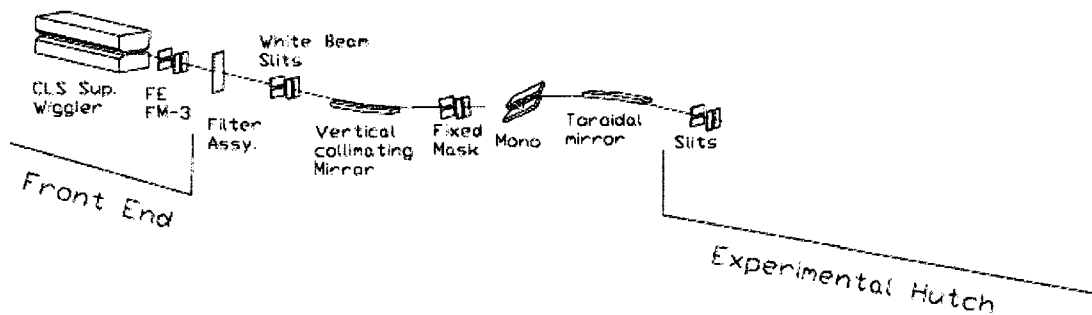 CLS Sup.
Wiggler
FE
FM-3
Filter
Assy.
White Beam
Slits
Vertical
collimating
Mirror
Fixed
Mask
Mono
Toroidal
mirror
Slits
Front End
Experimental Hutch